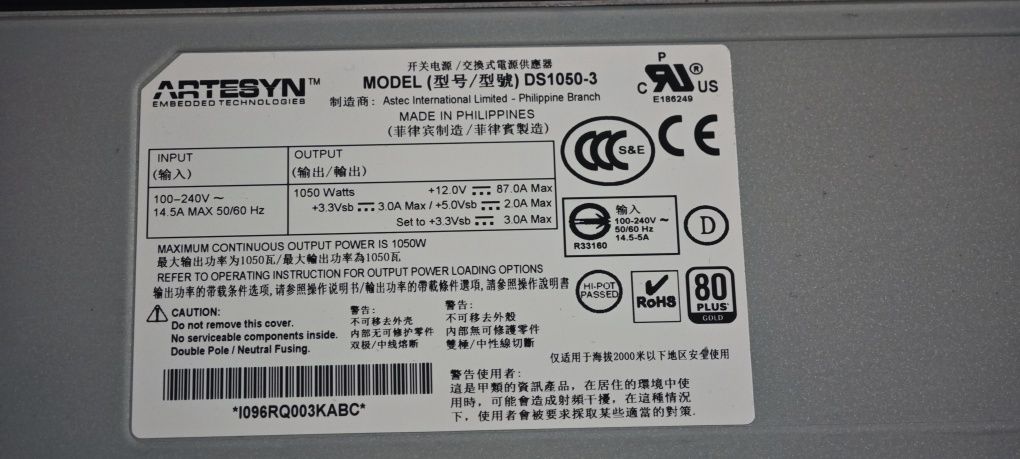 ARTESYN™
EMBEDDED TECHNOLOGIES
开关电源 /交換式電源供應器
MODEL (型号/型號) DS1050-3
制造商: Astec International Limited - Philippine Branch
MADE IN PHILIPPINES
(菲律宾制造/菲律賓製造)
P
C RU® US
E186249
CCC S&E
CE
INPUT
(输入)
100–240V ~
14.5A MAX 50/60 Hz
OUTPUT
(输出/輸出)
1050 Watts +12.0V ⎓ 87.0A Max
+3.3Vsb ⎓ 3.0A Max / +5.0Vsb ⎓ 2.0A Max
Set to +3.3Vsb ⎓ 3.0A Max
输入
100-240V ~
50/60 Hz
14.5-5A
R33160
D
MAXIMUM CONTINUOUS OUTPUT POWER IS 1050W
最大输出功率为1050瓦/最大輸出功率為1050瓦
REFER TO OPERATING INSTRUCTION FOR OUTPUT POWER LOADING OPTIONS
输出功率的带载条件选项,请参照操作说明书/輸出功率的帶載條件選項,請參照操作說明書
HI-POT
PASSED
RoHS
80
PLUS®
GOLD
CAUTION:
Do not remove this cover.
No serviceable components inside.
Double Pole / Neutral Fusing.
警告:
不可移去外壳
内部无可修护零件
双极/中线熔断
警告:
不可移去外殼
內部無可修護零件
雙極/中性線切斷
仅适用于海拔2000米以下地区安全使用
*I096RQ003KABC*
警告使用者:
這是甲類的資訊產品，在居住的環境中使
用時，可能會造成射頻干擾，在這種情況
下，使用者會被要求採取某些適當的對策.